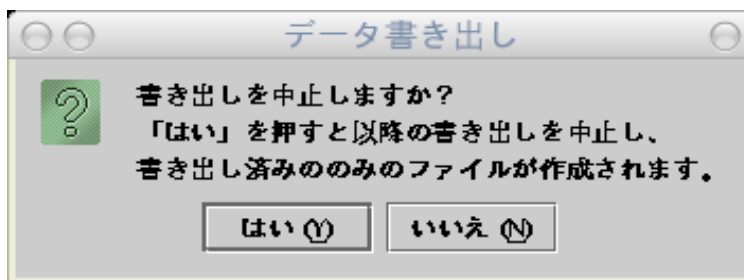 データ書き出し
書き出しを中止しますか？
「はい」を押すと以降の書き出しを中止し、
書き出し済みののみのファイルが作成されます。
はい(Y) いいえ(N)